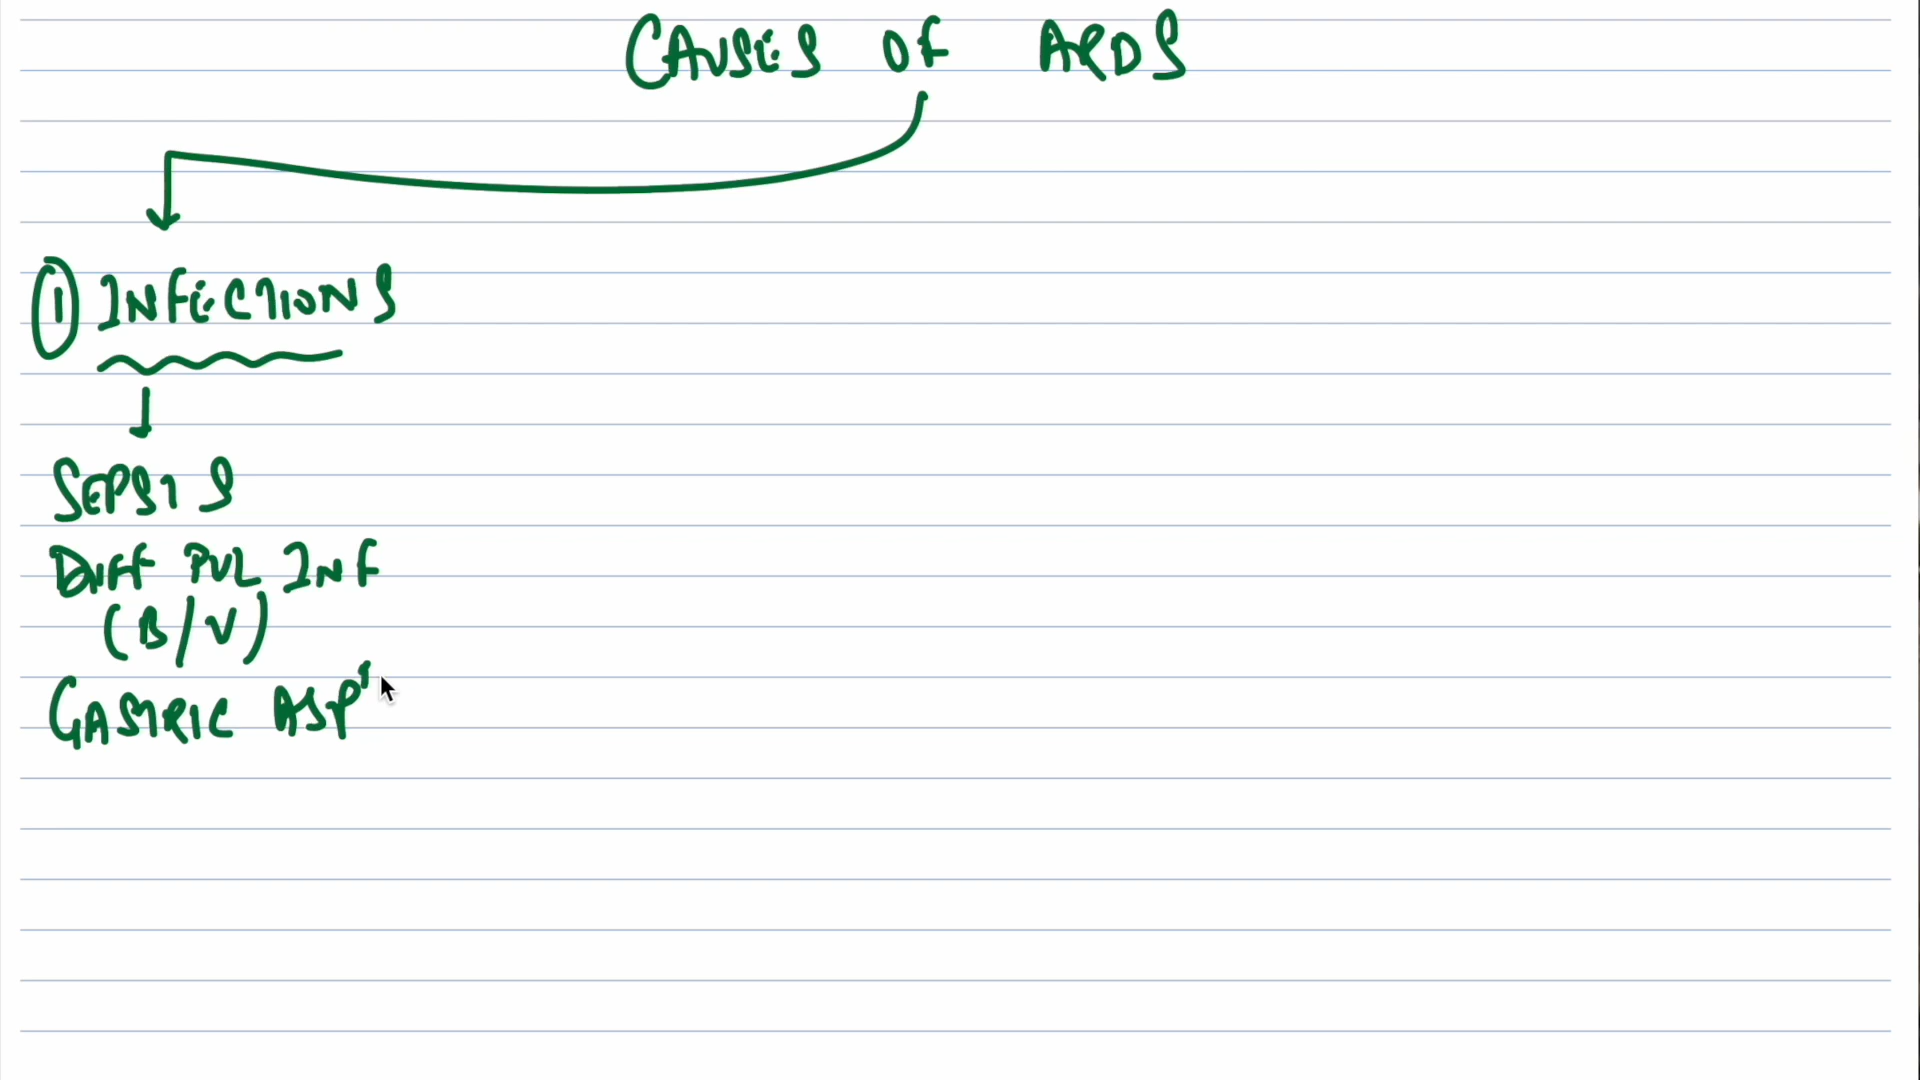 CAUSES OF ARDS
① INFECTIONS
SEPSIS
DIFF PUL INF
(B/V)
GASTRIC ASP